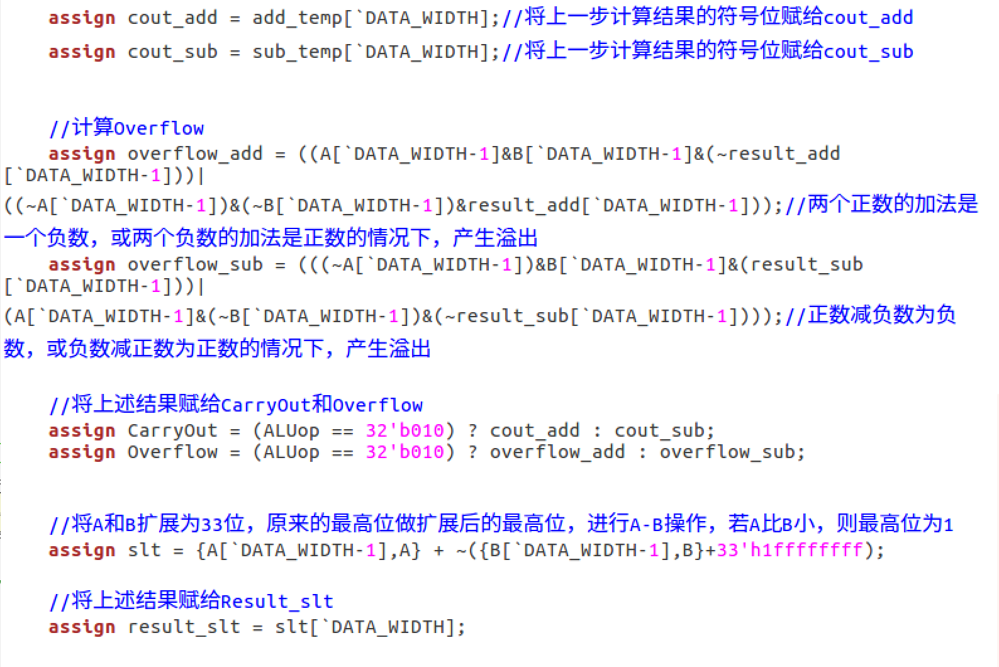 assign cout_add = add_temp[`DATA_WIDTH];//将上一步计算结果的符号位赋给cout_add
assign cout_sub = sub_temp[`DATA_WIDTH];//将上一步计算结果的符号位赋给cout_sub
//计算Overflow
assign overflow_add = ((A[`DATA_WIDTH-1]&B[`DATA_WIDTH-1]&(~result_add
[`DATA_WIDTH-1]))|
((~A[`DATA_WIDTH-1])&(~B[`DATA_WIDTH-1])&result_add[`DATA_WIDTH-1]));//两个正数的加法是
一个负数，或两个负数的加法是正数的情况下，产生溢出
assign overflow_sub = (((~A[`DATA_WIDTH-1])&B[`DATA_WIDTH-1]&(result_sub
[`DATA_WIDTH-1]))|
(A[`DATA_WIDTH-1]&(~B[`DATA_WIDTH-1])&(~result_sub[`DATA_WIDTH-1])));//正数减负数为负
数，或负数减正数为正数的情况下，产生溢出
//将上述结果赋给CarryOut和Overflow
assign CarryOut = (ALUop == 32'b010) ? cout_add : cout_sub;
assign Overflow = (ALUop == 32'b010) ? overflow_add : overflow_sub;
//将A和B扩展为33位，原来的最高位做扩展后的最高位，进行A-B操作，若A比B小，则最高位为1
assign slt = {A[`DATA_WIDTH-1],A} + ~({B[`DATA_WIDTH-1],B}+33'h1ffffffff);
//将上述结果赋给Result_slt
assign result_slt = slt[`DATA_WIDTH];